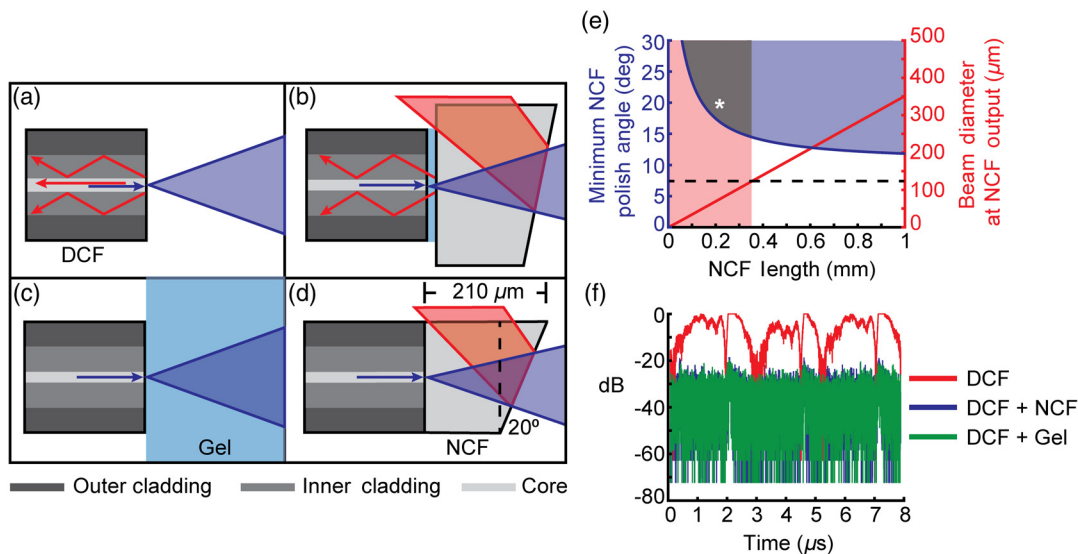 (a)
DCF
(b)
(c)
Gel
(d)
210 µm
20º
NCF
Outer cladding
Inner cladding
Core
(e)
Minimum NCF
polish angle (deg)
30
25
20
15
10
5
0
*
500
400
300
200
100
0
Beam diameter
at NCF output (µm)
0 0.2 0.4 0.6 0.8 1
NCF length (mm)
(f)
dB
0
-20
-40
-60
-80
0 1 2 3 4 5 6 7 8
Time (µs)
DCF
DCF + NCF
DCF + Gel